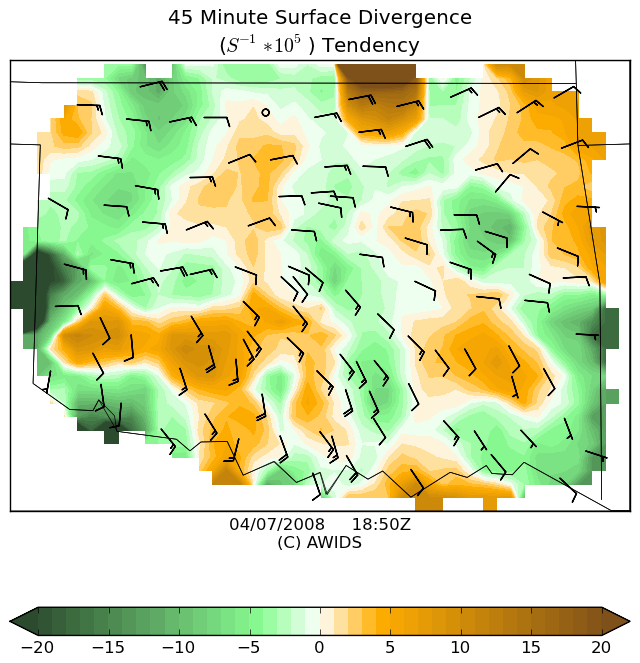 45 Minute Surface Divergence
(S⁻¹ *10⁵ ) Tendency
04/07/2008 18:50Z
(C) AWIDS
−20 −15 −10 −5 0 5 10 15 20